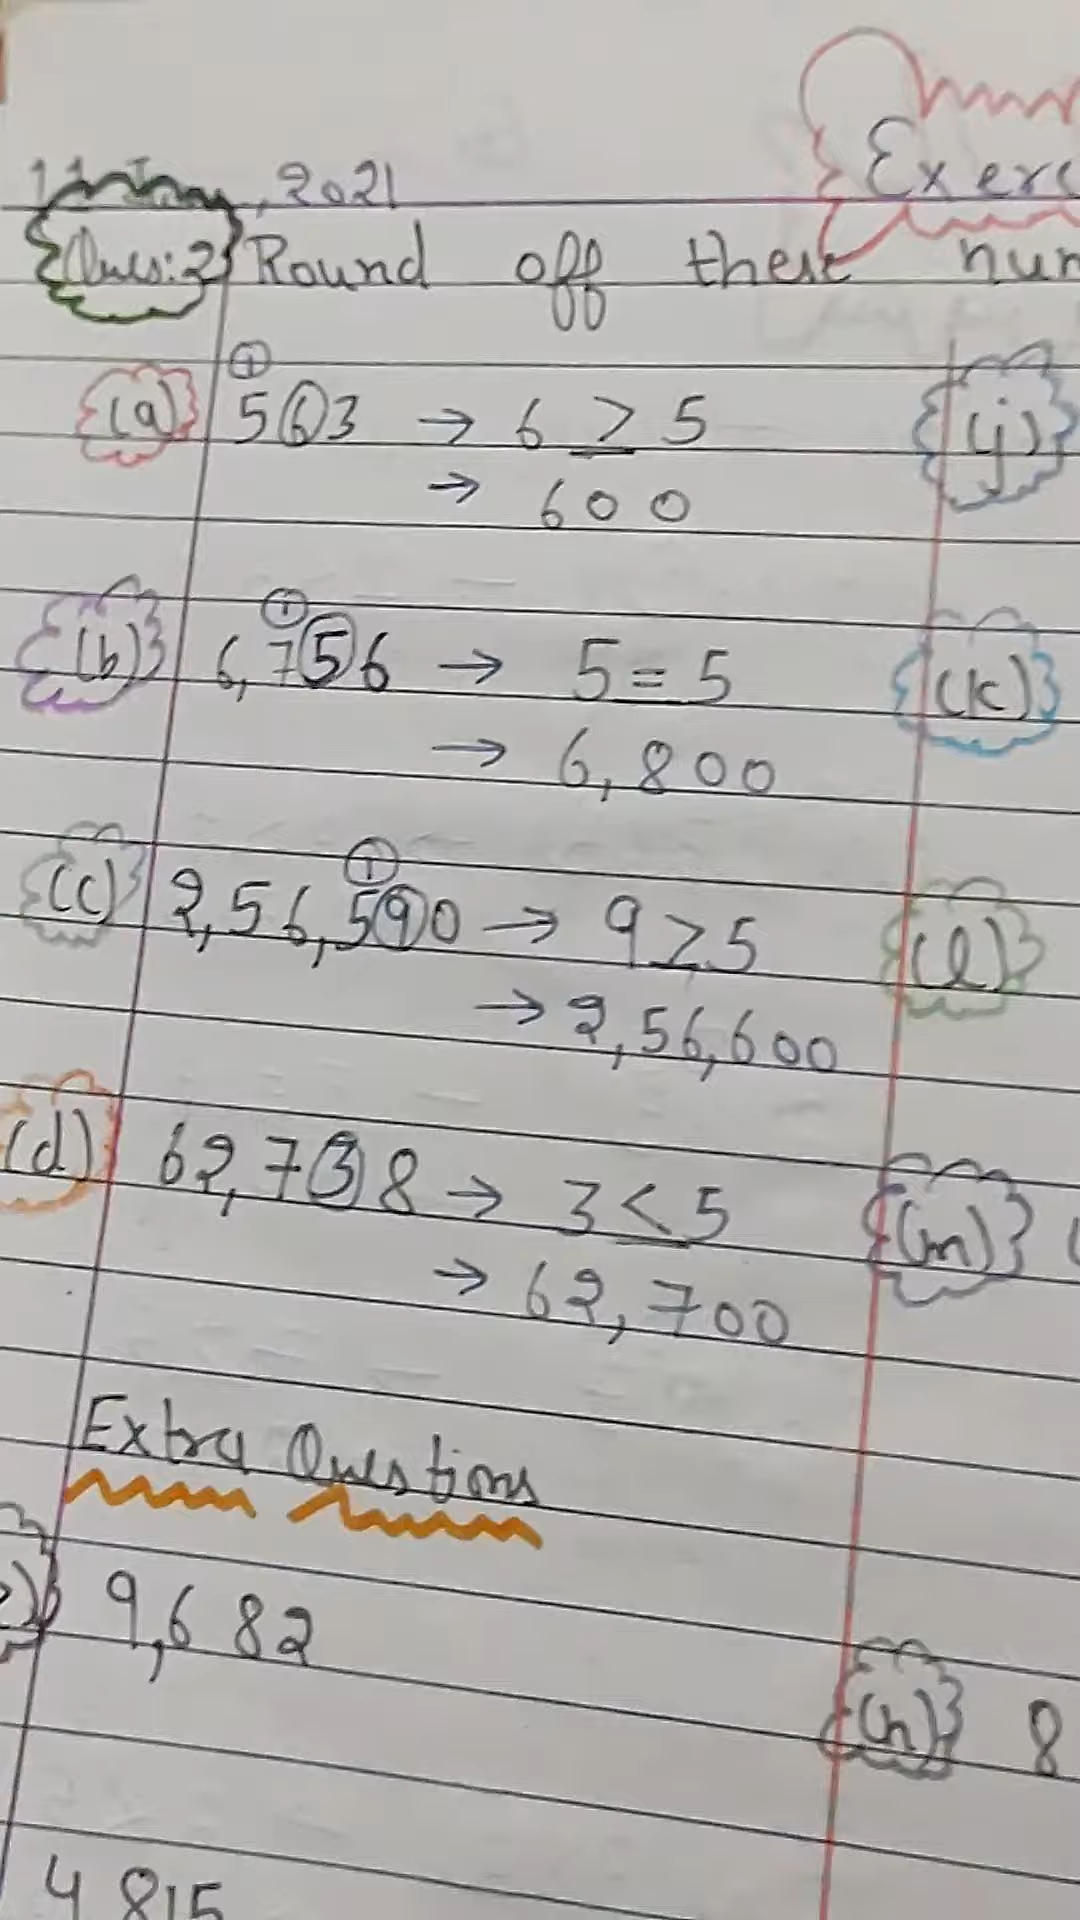 , 2021
Exerc
Ques:2 Round off these num
(a) 563 → 6 > 5
→ 600
(j)
(b) 6,756 → 5 = 5
→ 6,800
(k)
(c) 2,56,590 → 9 > 5
→ 2,56,600
(l)
(d) 62,738 → 3 < 5
→ 62,700
(m)
Extra Questions
9,682
(n) 8
4 815